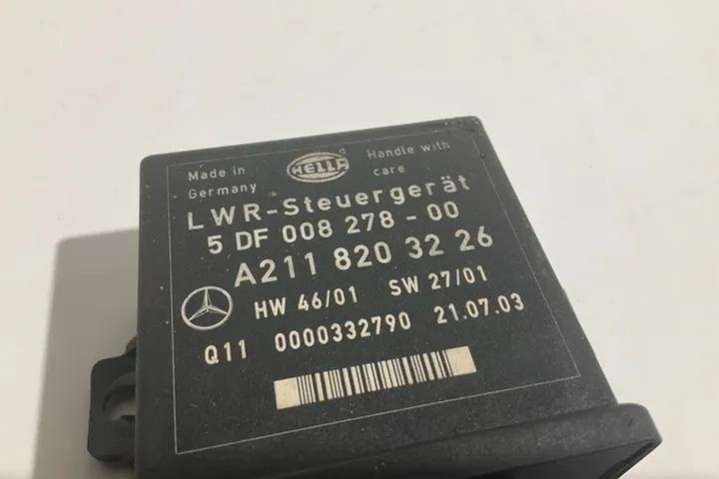 Made in
Germany
HELLA
Handle with
care
LWR-Steuergerät
5 DF 008 278 - 00
A211 820 32 26
HW 46/01 SW 27/01
Q11 0000332790 21.07.03